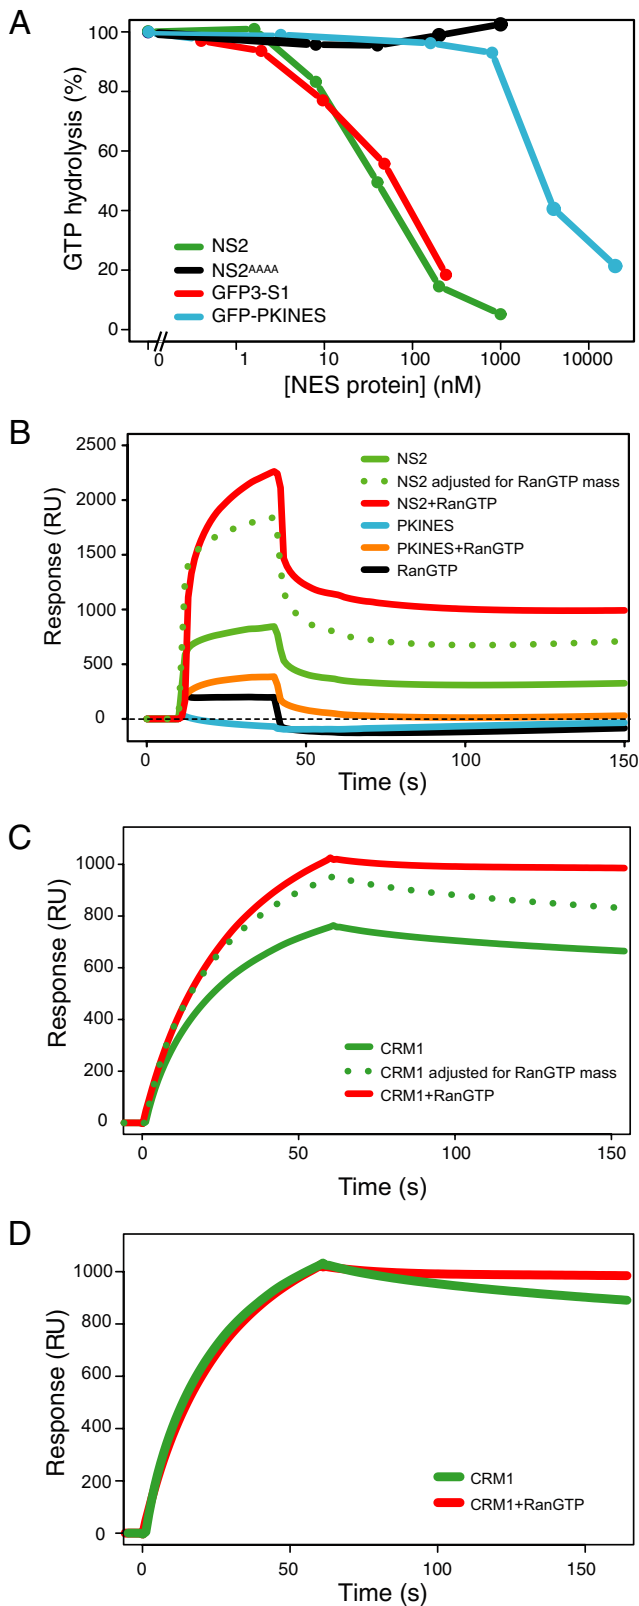 A
GTP hydrolysis (%)
100
80
60
40
20
0
NS2
NS2AAAA
GFP3-S1
GFP-PKINES
0 1 10 100 1000 10000
[NES protein] (nM)
B
Response (RU)
2500
2000
1500
1000
500
0
NS2
NS2 adjusted for RanGTP mass
NS2+RanGTP
PKINES
PKINES+RanGTP
RanGTP
0 50 100 150
Time (s)
C
Response (RU)
1000
800
600
400
200
0
CRM1
CRM1 adjusted for RanGTP mass
CRM1+RanGTP
0 50 100 150
Time (s)
D
Response (RU)
1000
800
600
400
200
0
CRM1
CRM1+RanGTP
0 50 100 150
Time (s)